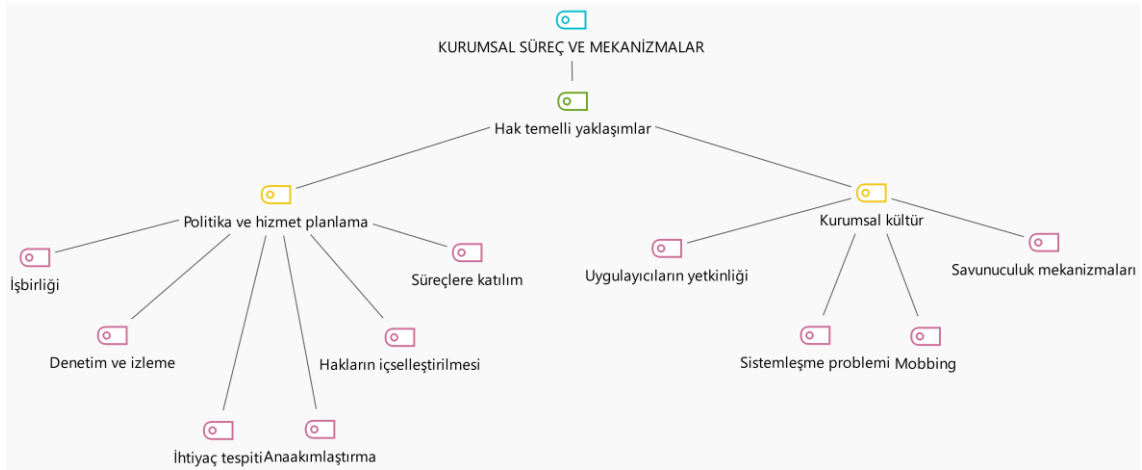 KURUMSAL SÜREÇ VE MEKANİZMALAR
Hak temelli yaklaşımlar
Politika ve hizmet planlama
Kurumsal kültür
İşbirliği
Süreçlere katılım
Uygulayıcıların yetkinliği
Savunuculuk mekanizmaları
Denetim ve izleme
Hakların içselleştirilmesi
Sistemleşme problemi
Mobbing
İhtiyaç tespiti
Anaakımlaştırma